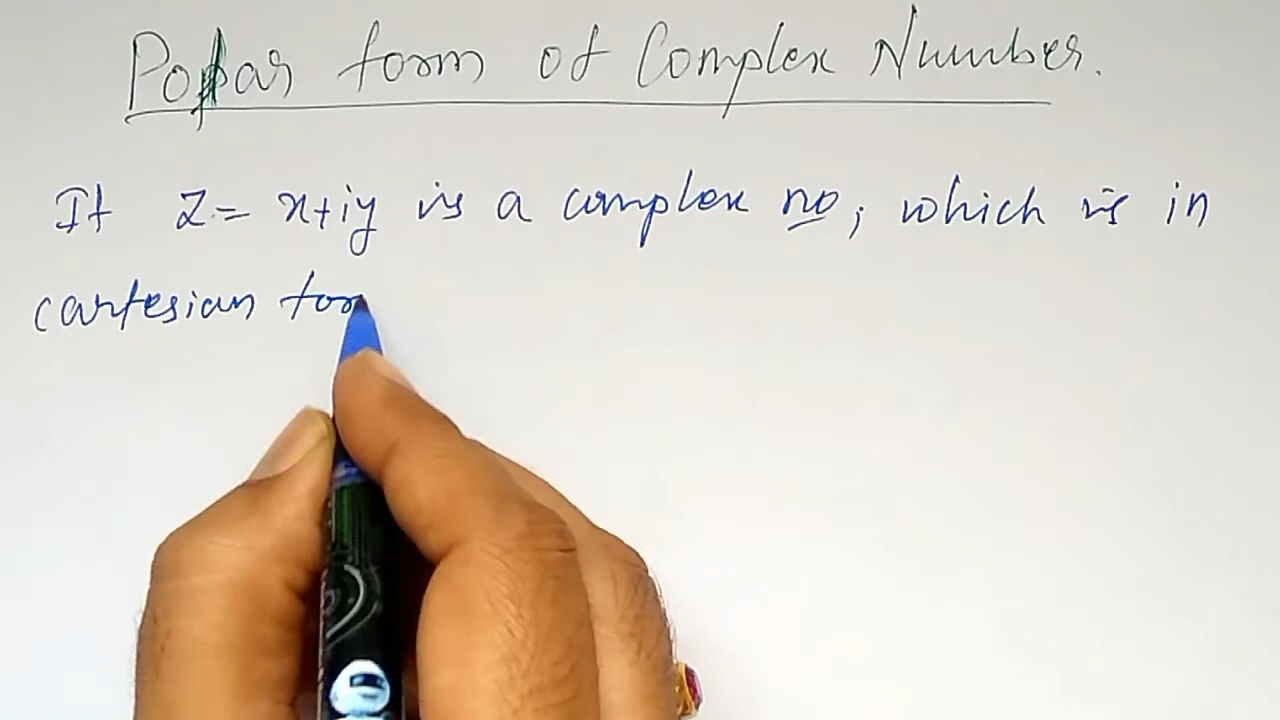 Polar form of Complex Number.
If z = x+iy is a complex no, which is in
cartesian for